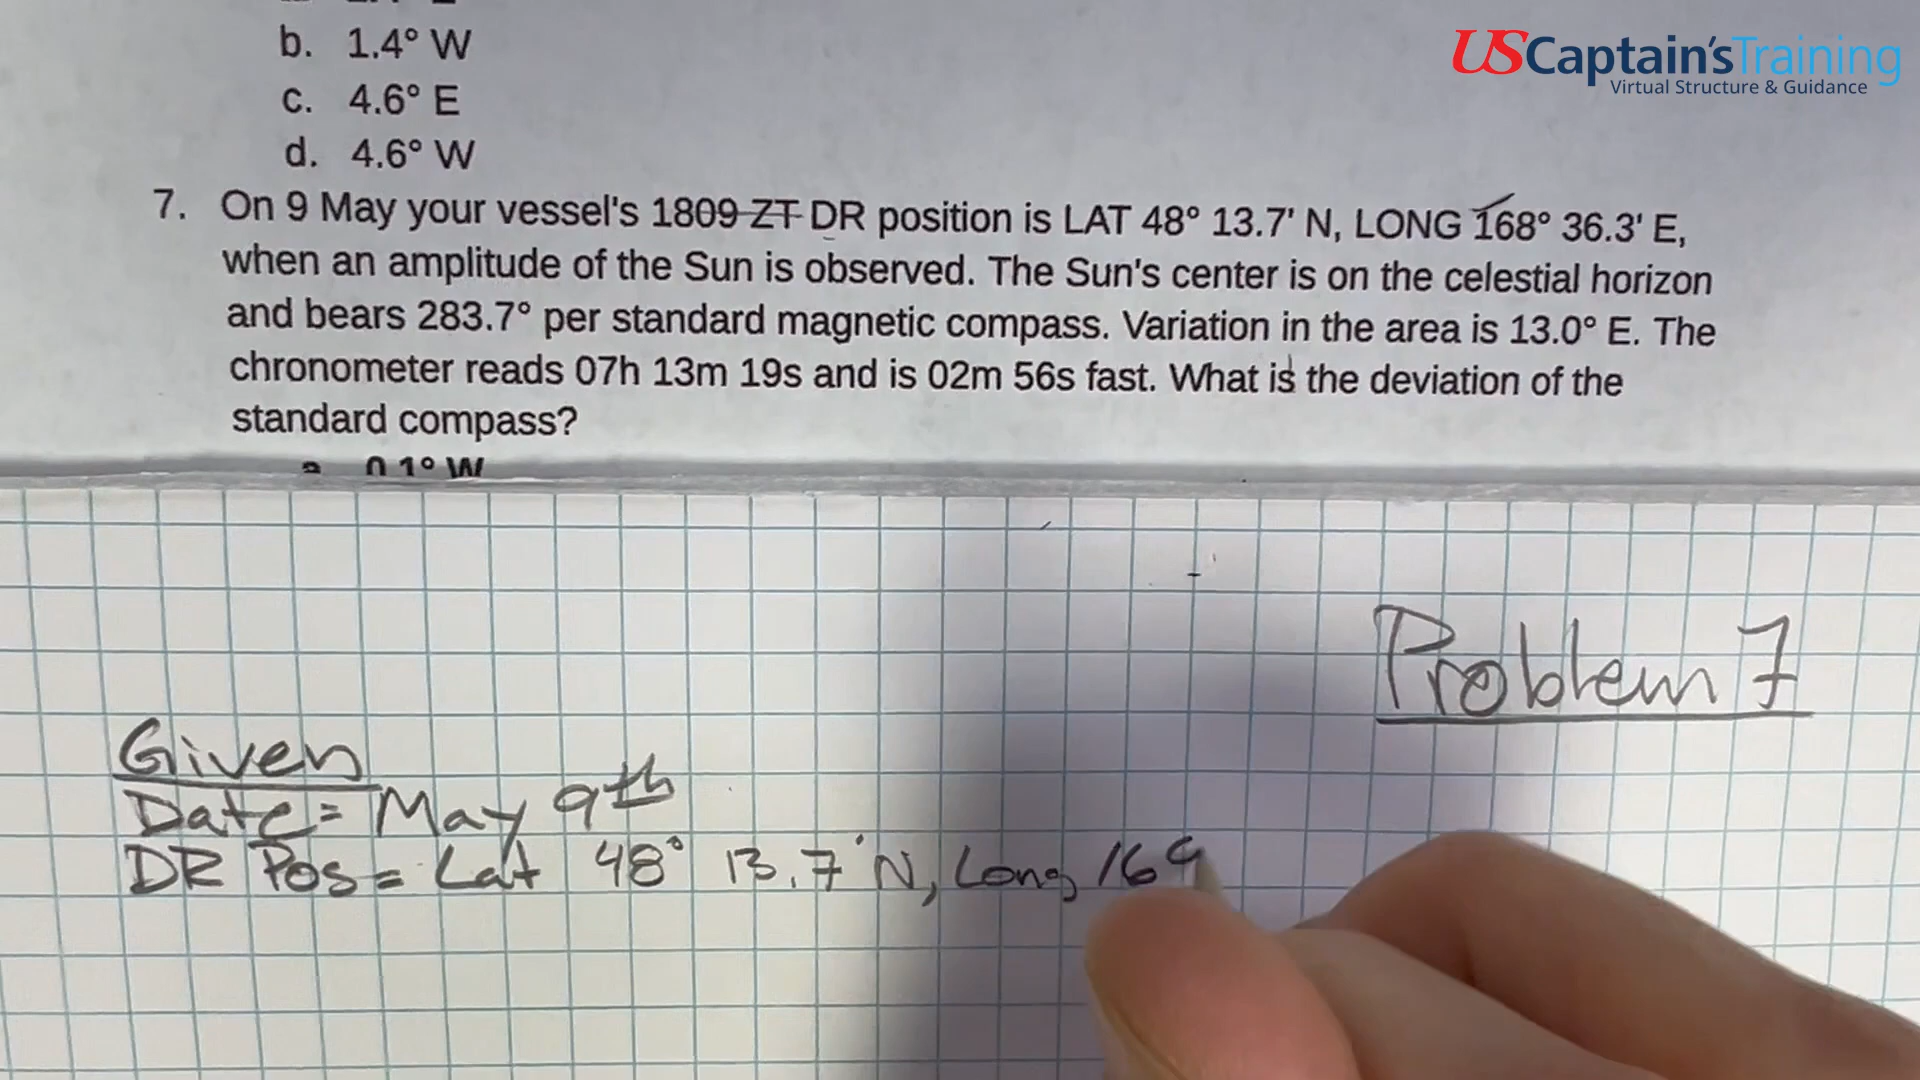 b. 1.4° W
USCaptain'sTraining
Virtual Structure & Guidance
c. 4.6° E
d. 4.6° W
7. On 9 May your vessel's 1809 ZT DR position is LAT 48° 13.7' N, LONG 168° 36.3' E,
when an amplitude of the Sun is observed. The Sun's center is on the celestial horizon
and bears 283.7° per standard magnetic compass. Variation in the area is 13.0° E. The
chronometer reads 07h 13m 19s and is 02m 56s fast. What is the deviation of the
standard compass?
a. 0.1° W
Problem 7
Given
Date = May 9th
DR Pos = Lat 48° 13.7' N, Long 16